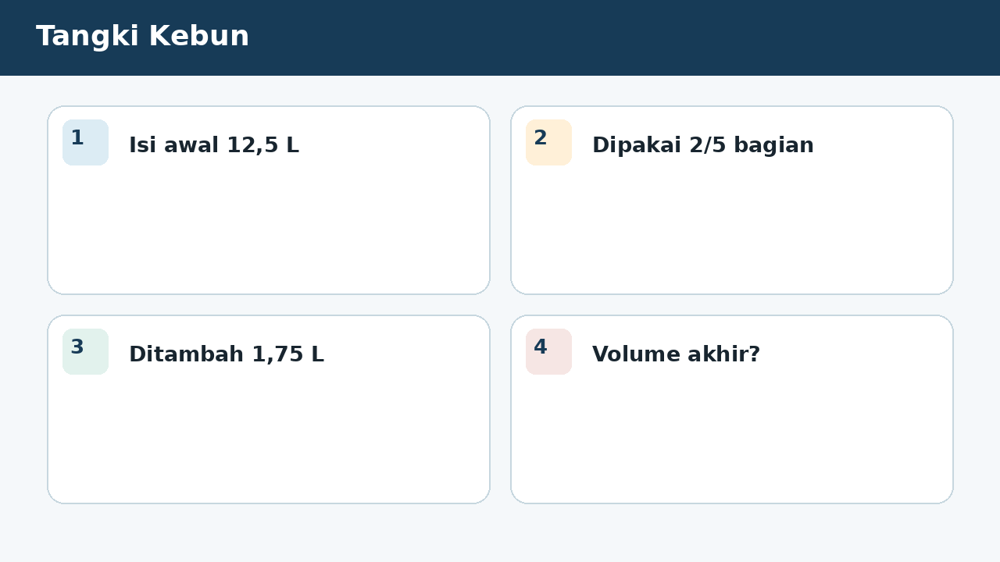 Tangki Kebun
1
Isi awal 12,5 L
2
Dipakai 2/5 bagian
3
Ditambah 1,75 L
4
Volume akhir?